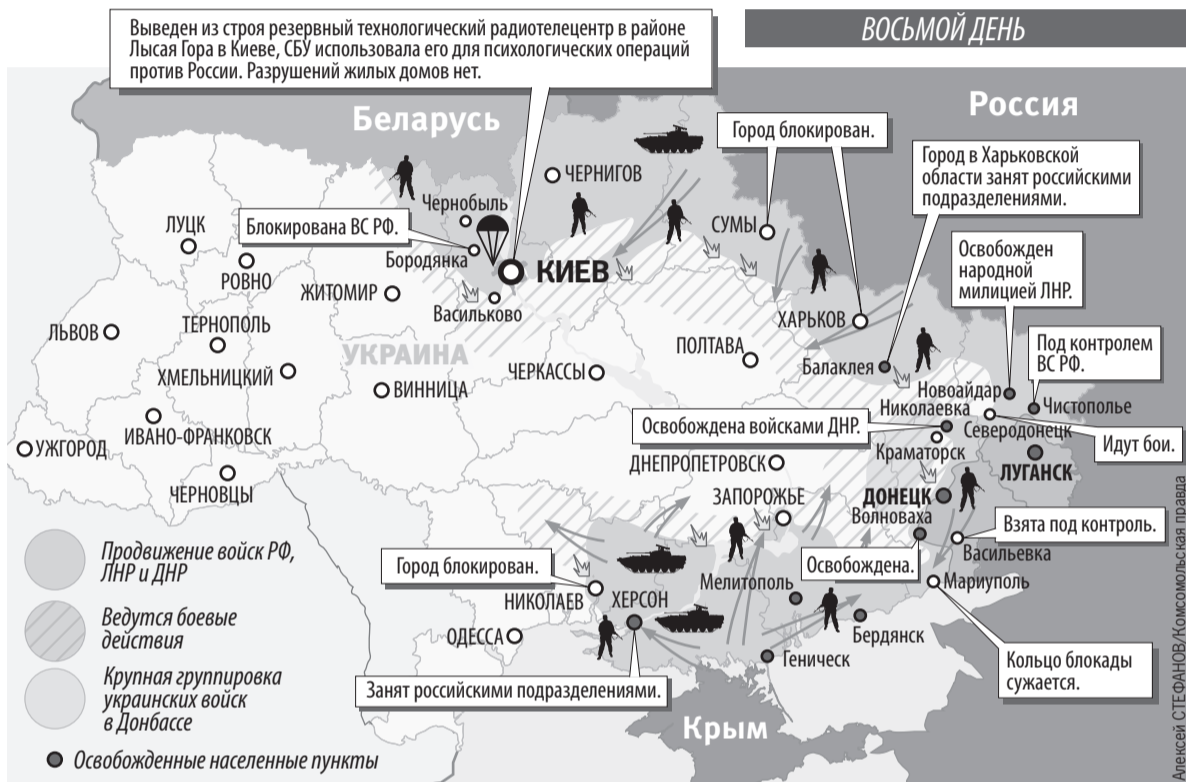 Выведен из строя резервный технологический радиотелецентр в районе
Лысая Гора в Киеве, СБУ использовала его для психологических операций
против России. Разрушений жилых домов нет.
ВОСЬМОЙ ДЕНЬ
Беларусь
Россия
Город блокирован.
Город в Харьковской
области занят российскими
подразделениями.
ЧЕРНИГОВ
Чернобыль
СУМЫ
ЛУЦК
Блокирована ВС РФ.
Бородянка
КИЕВ
Освобожден
народной
милицией ЛНР.
РОВНО
ЖИТОМИР
Васильково
ЛЬВОВ
ТЕРНОПОЛЬ
ХАРЬКОВ
УКРАИНА
ПОЛТАВА
Под контролем
ВС РФ.
ХМЕЛЬНИЦКИЙ
ВИННИЦА
ЧЕРКАССЫ
Балаклея
Новоайдар
Николаевка
Чистополье
ИВАНО-ФРАНКОВСК
УЖГОРОД
Освобождена войсками ДНР.
Северодонецк
Идут бои.
Краматорск
ДНЕПРОПЕТРОВСК
ЛУГАНСК
ЧЕРНОВЦЫ
ЗАПОРОЖЬЕ
ДОНЕЦК
Волноваха
Взята под контроль.
Васильевка
Продвижение войск РФ,
ЛНР и ДНР
Город блокирован.
Освобождена.
Мелитополь
Мариуполь
НИКОЛАЕВ
ХЕРСОН
Ведутся боевые
действия
ОДЕССА
Бердянск
Геническ
Кольцо блокады
сужается.
Крупная группировка
украинских войск
в Донбассе
Занят российскими подразделениями.
Крым
Освобожденные населенные пункты
Алексей СТЕФАНОВ/Комсомольская правда